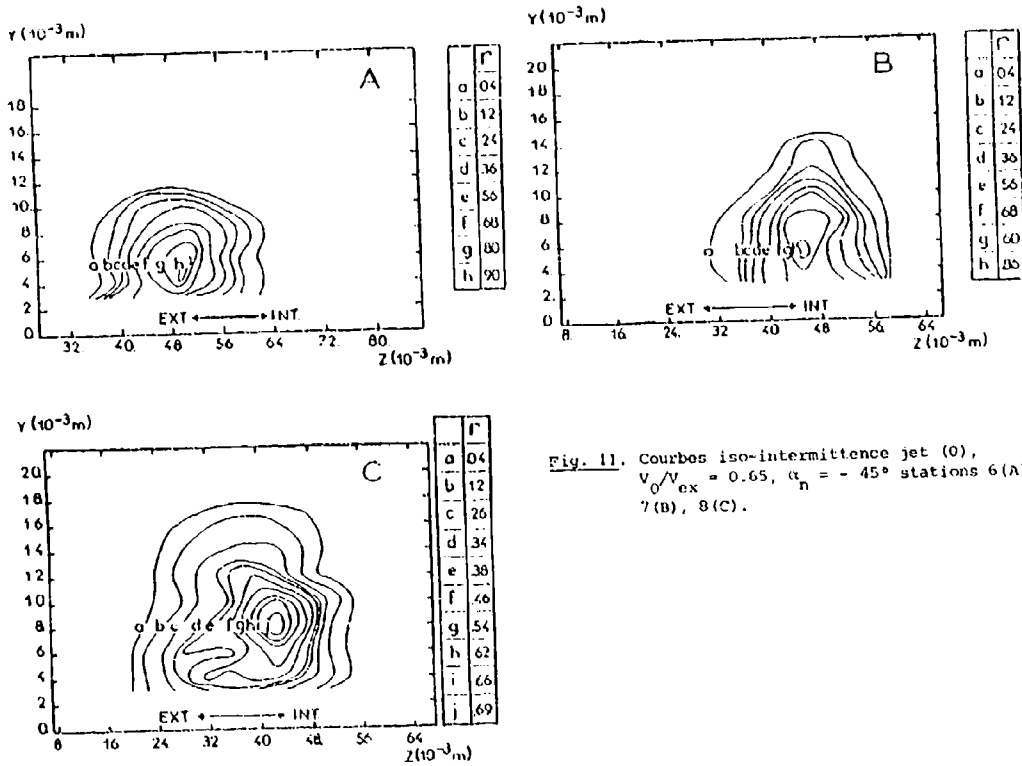 Y (10⁻³m)
A
18
16
14
12
10
8
6
4
2.
0
32.
40.
48
56
64
72.
80
Z(10⁻³m)
a b c d e f g h
EXT ←→ INT.
Γ
a 04
b 12
c 24
d 36
e 56
f 68
g 80
h 90
Y (10⁻³m)
B
20
18
16
14
12
10
8
6
4
2
0
8.
16.
24.
32.
40
48
56
64
Z (10⁻³m)
EXT ←→ INT
Γ
a 04
b 12
c 24
d 36
e 56
f 68
g 60
h .86
Y (10⁻³m)
C
20
18
16
14
12
10
8
6
4
2
0
8
16
24
32
40
48
56
64
Z(10⁻³m)
a b c d e f g h i j
EXT ←→ INT
Γ
a 04
b 12
c .26
d .34
e .38
f .46
g .54
h .62
i .66
j .69
Fig. 11. Courbes iso-intermittence jet (0),
V₀/Vₑₓ = 0.65, αₙ = - 45° stations 6(A)
7(B), 8(C).